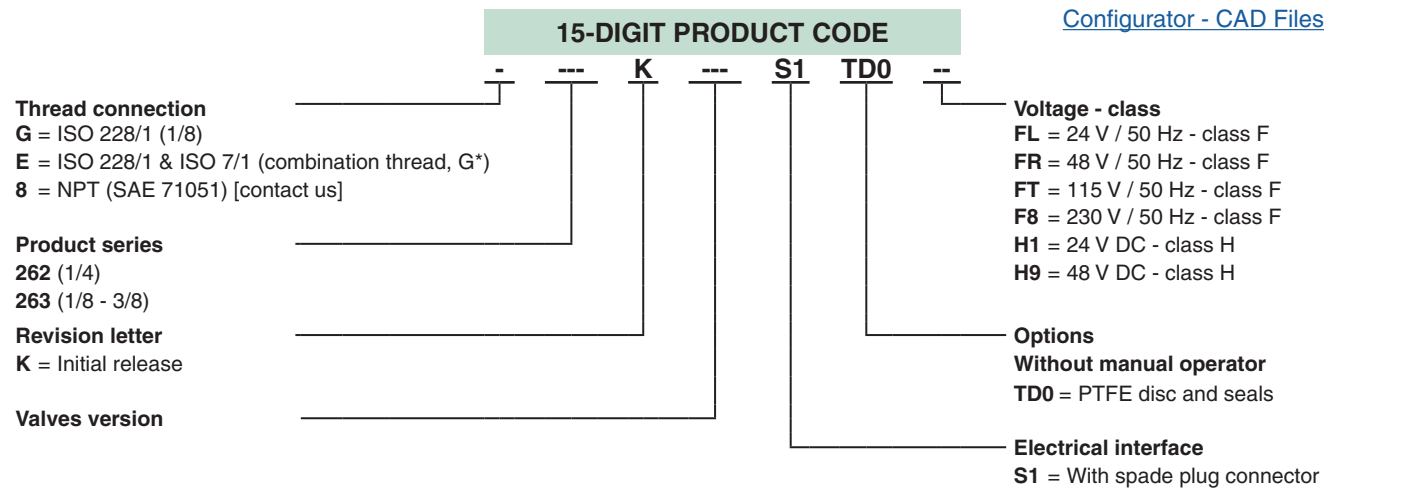 15-DIGIT PRODUCT CODE
Configurator - CAD Files
- --- K --- S1 TD0 --
Thread connection
G = ISO 228/1 (1/8)
E = ISO 228/1 & ISO 7/1 (combination thread, G*)
8 = NPT (SAE 71051) [contact us]
Product series
262 (1/4)
263 (1/8 - 3/8)
Revision letter
K = Initial release
Valves version
Voltage - class
FL = 24 V / 50 Hz - class F
FR = 48 V / 50 Hz - class F
FT = 115 V / 50 Hz - class F
F8 = 230 V / 50 Hz - class F
H1 = 24 V DC - class H
H9 = 48 V DC - class H
Options
Without manual operator
TD0 = PTFE disc and seals
Electrical interface
S1 = With spade plug connector